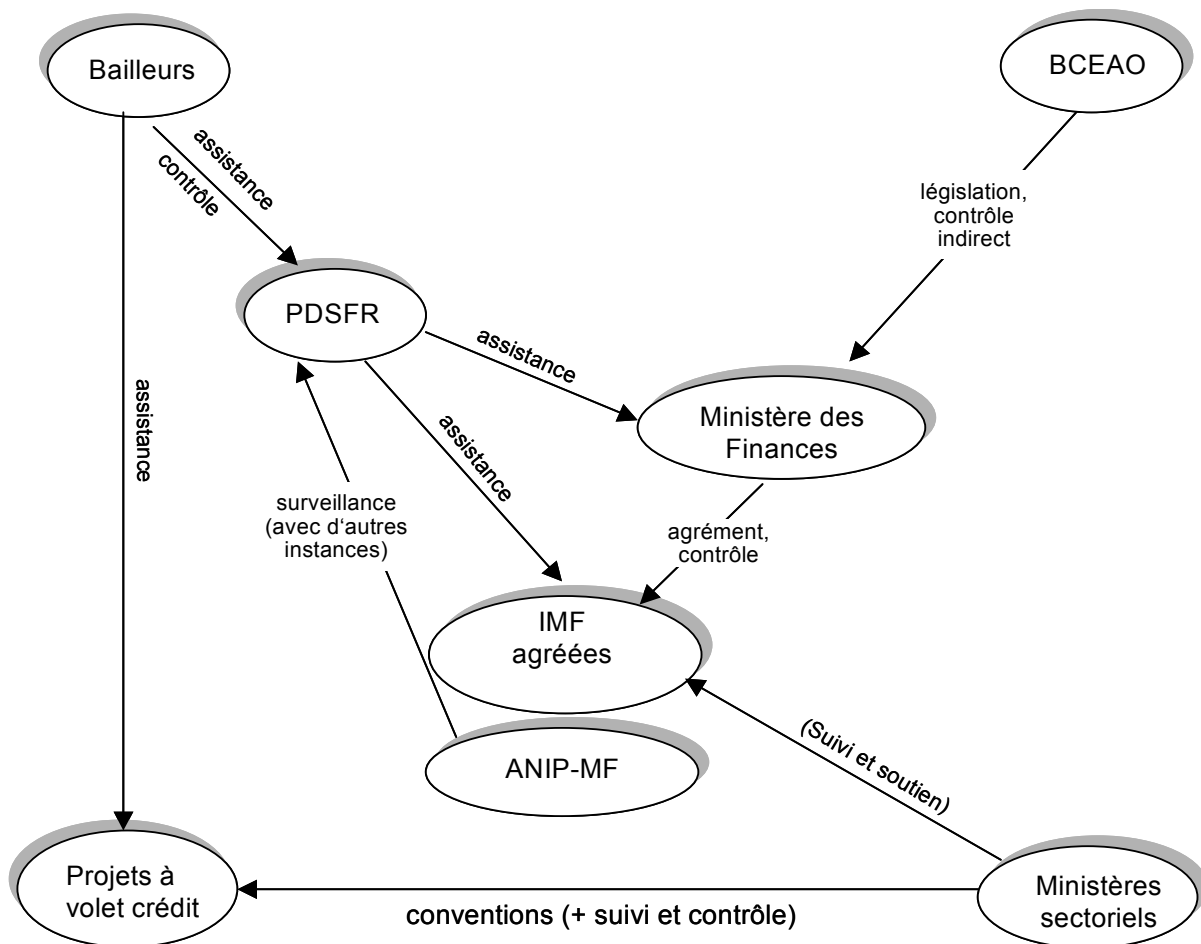 Bailleurs
BCEAO
assistance
contrôle
législation,
contrôle
indirect
PDSFR
assistance
assistance
Ministère des
Finances
assistance
surveillance
(avec d‘autres
instances)
agrément,
contrôle
IMF
agréées
(Suivi et soutien)
ANIP-MF
Projets à
volet crédit
conventions (+ suivi et contrôle)
Ministères
sectoriels